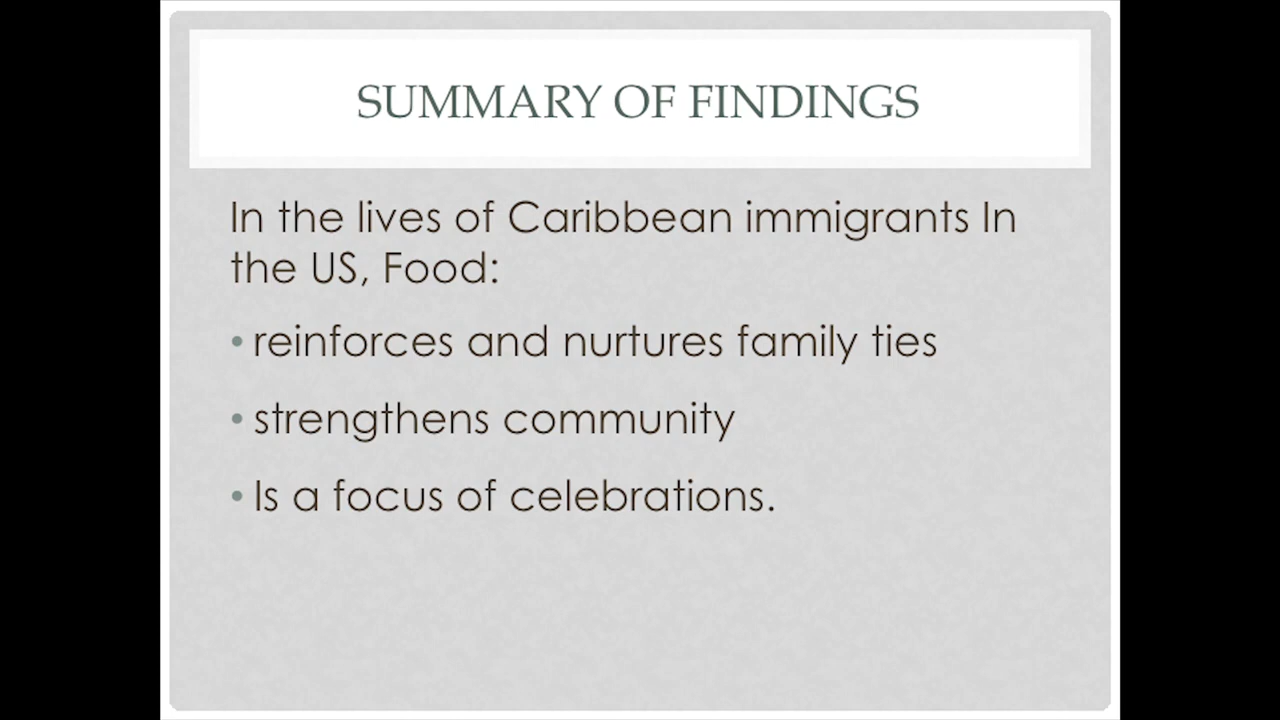 SUMMARY OF FINDINGS
In the lives of Caribbean immigrants In
the US, Food:
• reinforces and nurtures family ties
• strengthens community
• Is a focus of celebrations.